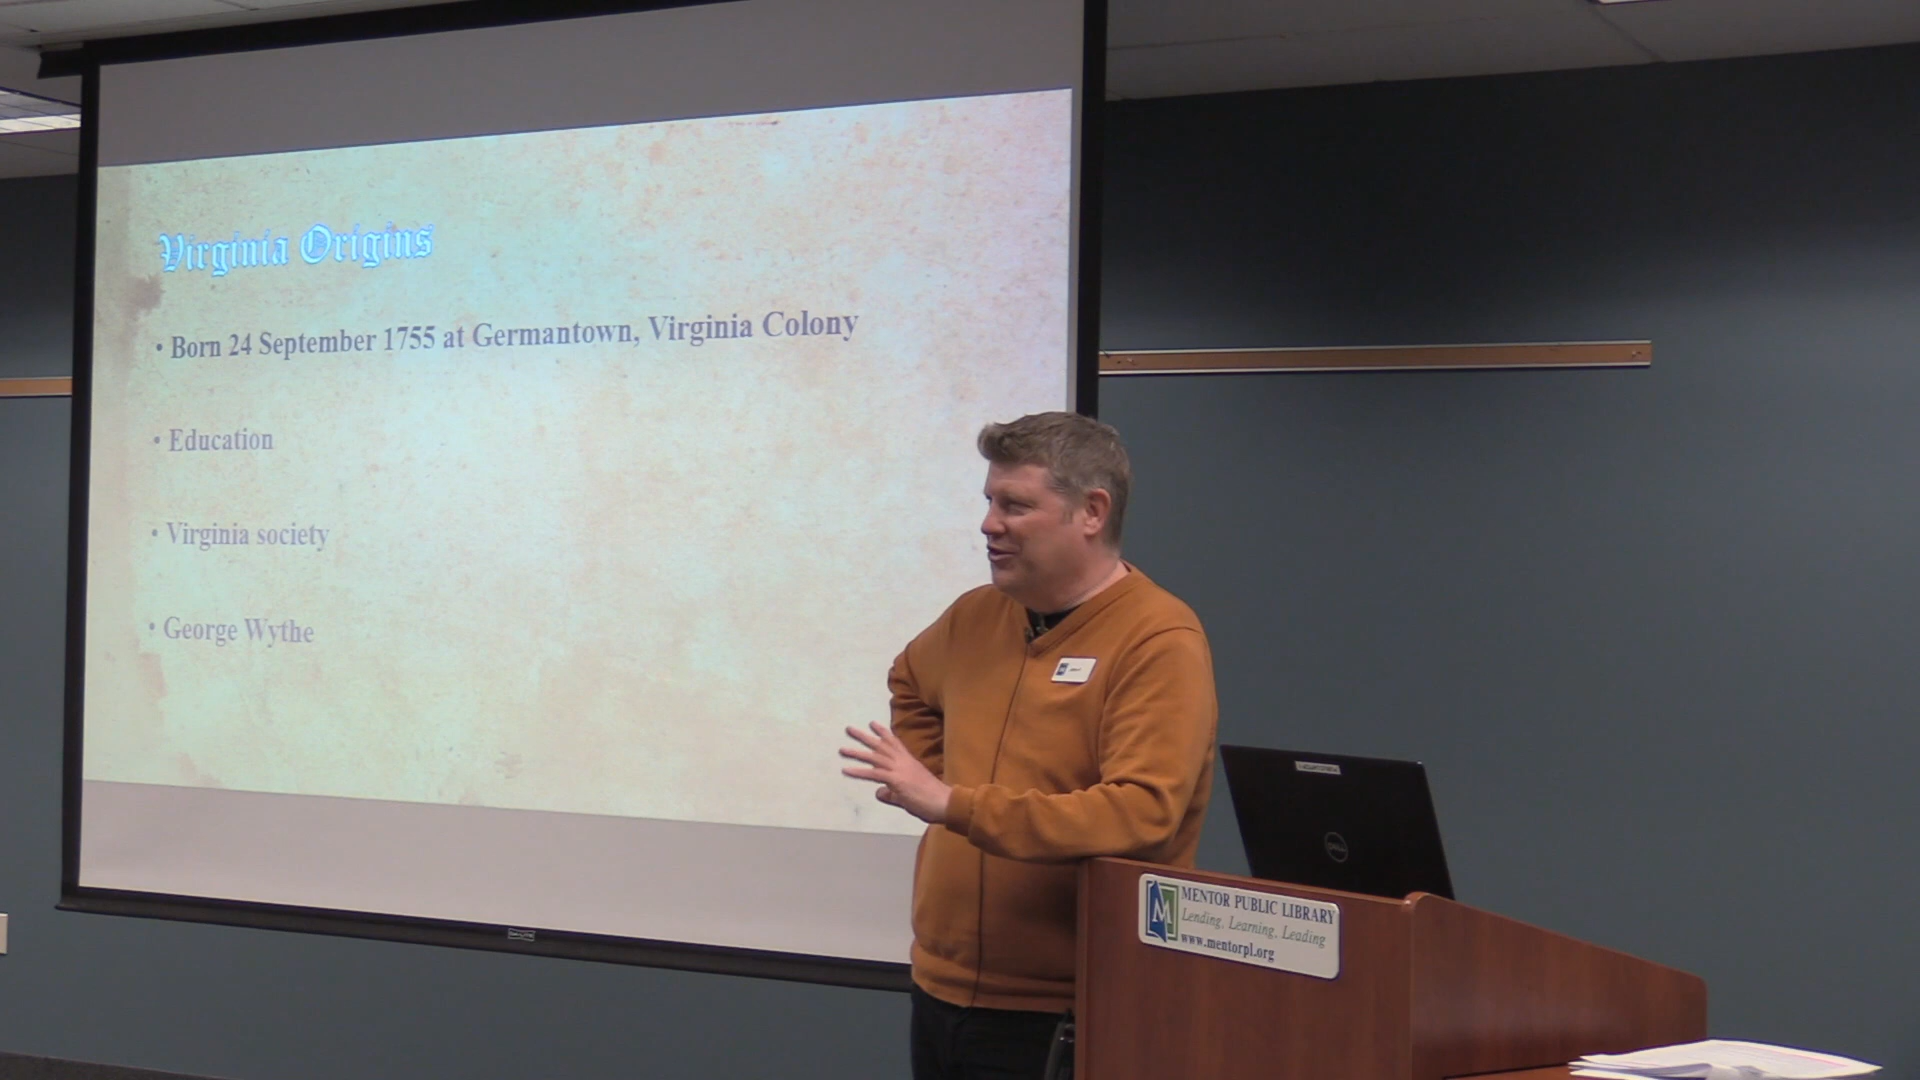 Virginia Origins
• Born 24 September 1755 at Germantown, Virginia Colony
• Education
• Virginia society
• George Wythe
DELL
M
MENTOR PUBLIC LIBRARY
Lending, Learning, Leading
www.mentorpl.org